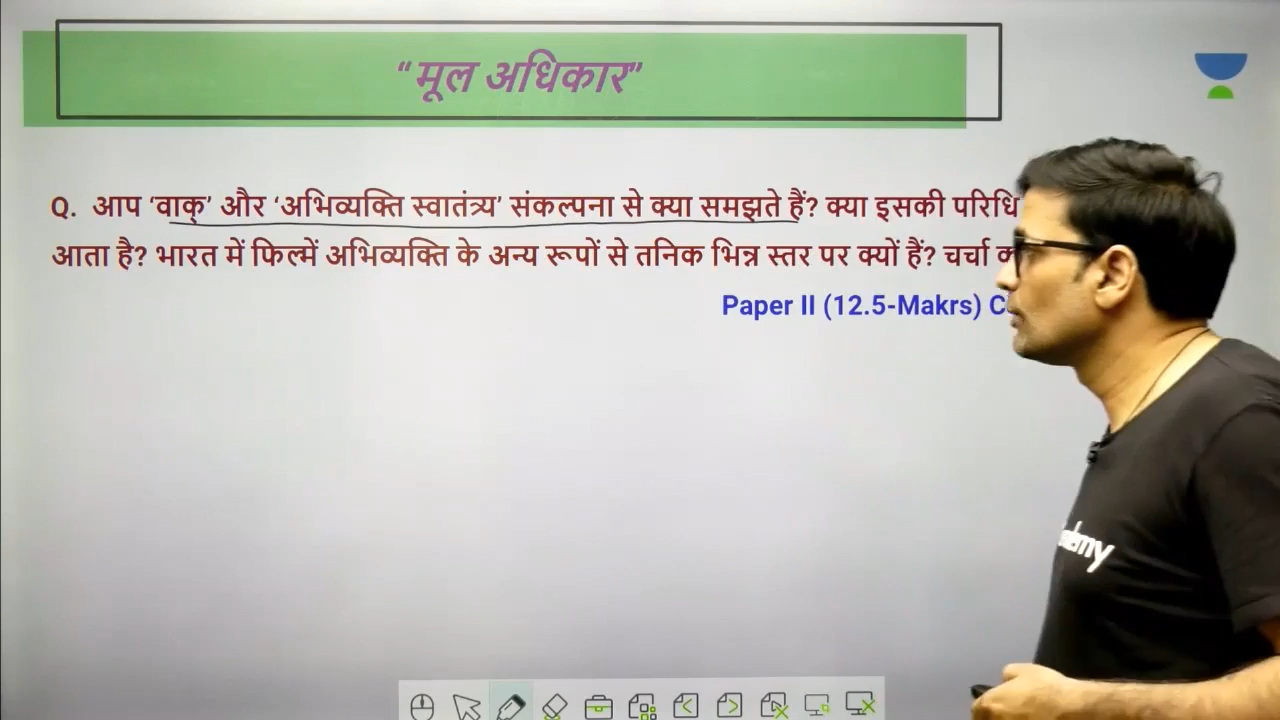 “मूल अधिकार”
Q. आप ‘वाक्’ और ‘अभिव्यक्ति स्वातंत्र्य’ संकल्पना से क्या समझते हैं? क्या इसकी परिधि
आता है? भारत में फिल्में अभिव्यक्ति के अन्य रूपों से तनिक भिन्न स्तर पर क्यों हैं? चर्चा
Paper II (12.5-Makrs)